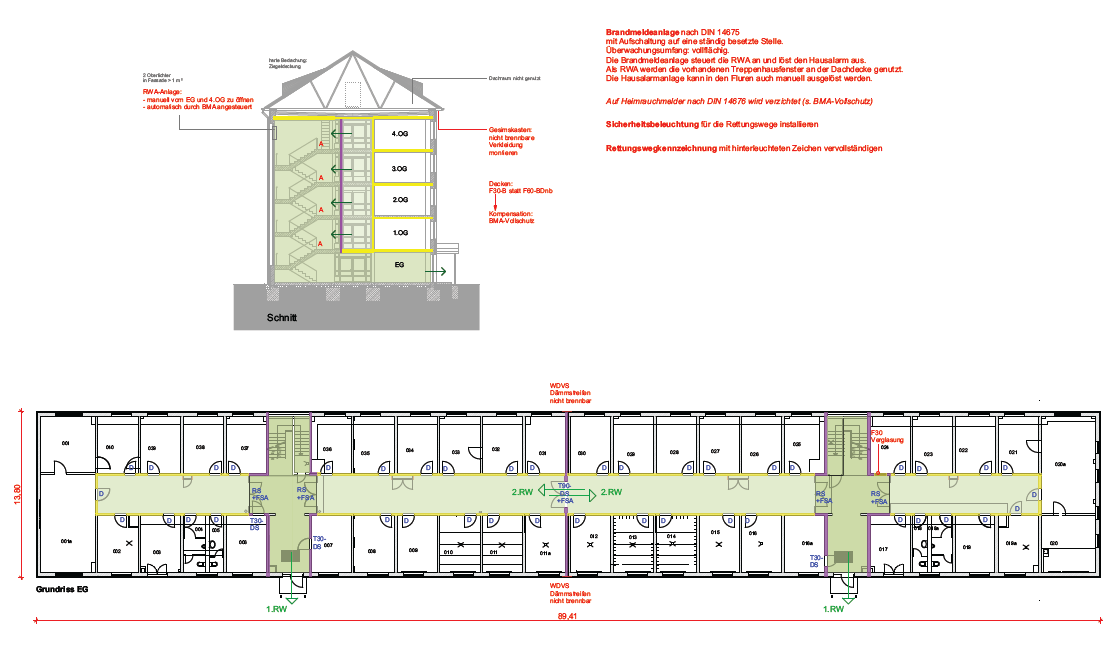 Brandmeldeanlage nach DIN 14675
mit Aufschaltung auf eine ständig besetzte Stelle.
Überwachungsumfang: vollflächig.
Die Brandmeldeanlage steuert die RWA an und löst den Hausalarm aus.
Als RWA werden die vorhandenen Treppenhausfenster an der Dachdecke genutzt.
Die Hausalarmanlage kann in den Fluren auch manuell ausgelöst werden.
Auf Heimrauchmelder nach DIN 14676 wird verzichtet (s. BMA-Vollschutz)
Sicherheitsbeleuchtung für die Rettungswege installieren
Rettungswegkennzeichnung mit hinterleuchteten Zeichen vervollständigen
harte Bedachung:
Ziegeldeckung
2 Oberlichter
in Fassade > 1 m²
RWA-Anlage:
- manuell vom EG und 4.OG zu öffnen
- automatisch durch BMA angesteuert
Dachraum nicht genutzt
Gesimskasten:
nicht brennbare
Verkleidung
montieren
Decken:
F30-B statt F60-BDnb
Kompensation:
BMA-Vollschutz
4.OG
3.OG
2.OG
1.OG
EG
A
A
A
A
Schnitt
WDVS
Dämmstreifen
nicht brennbar
F30
Verglasung
001
040
039
038
037
036
035
034
033
032
031
030
029
028
027
026
025
024
023
022
021
020a
D D D D D D D D D D D D D D D D D D
RS
+FSA
RS
+FSA
2.RW
T90-
DS
+FSA
2.RW
RS
+FSA
RS
+FSA
T30-
DS
T30-
DS
T30-
DS
001a
002
003
004
005
006
007
008
009
010
011
011a
012
013
014
015
016
016a
017
018
018a
019
019a
020
13,80
Grundriss EG
1.RW
WDVS
Dämmstreifen
nicht brennbar
1.RW
89,41